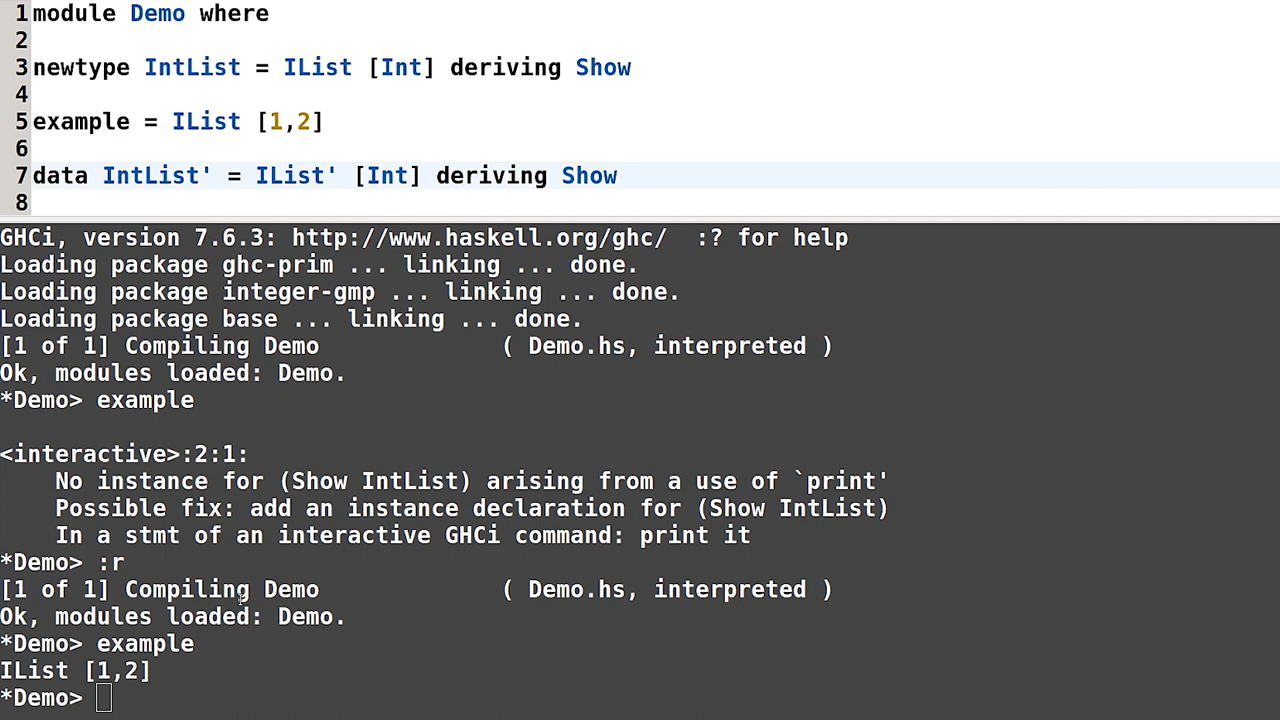 1 module Demo where
2
3 newtype IntList = IList [Int] deriving Show
4
5 example = IList [1,2]
6
7 data IntList' = IList' [Int] deriving Show
8
GHCi, version 7.6.3: http://www.haskell.org/ghc/  :? for help
Loading package ghc-prim ... linking ... done.
Loading package integer-gmp ... linking ... done.
Loading package base ... linking ... done.
[1 of 1] Compiling Demo             ( Demo.hs, interpreted )
Ok, modules loaded: Demo.
*Demo> example
<interactive>:2:1:
    No instance for (Show IntList) arising from a use of `print'
    Possible fix: add an instance declaration for (Show IntList)
    In a stmt of an interactive GHCi command: print it
*Demo> :r
[1 of 1] Compiling Demo             ( Demo.hs, interpreted )
Ok, modules loaded: Demo.
*Demo> example
IList [1,2]
*Demo>